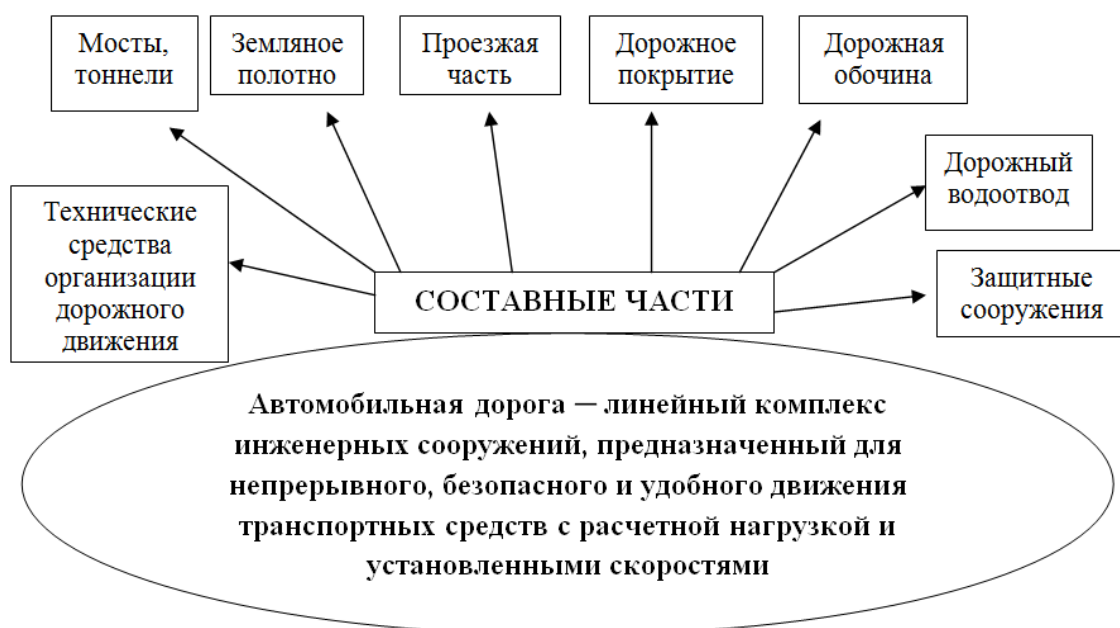 Мосты,
тоннели
Земляное
полотно
Проезжая
часть
Дорожное
покрытие
Дорожная
обочина
Дорожный
водоотвод
Технические
средства
организации
дорожного
движения
СОСТАВНЫЕ ЧАСТИ
Защитные
сооружения
Автомобильная дорога — линейный комплекс
инженерных сооружений, предназначенный для
непрерывного, безопасного и удобного движения
транспортных средств с расчетной нагрузкой и
установленными скоростями